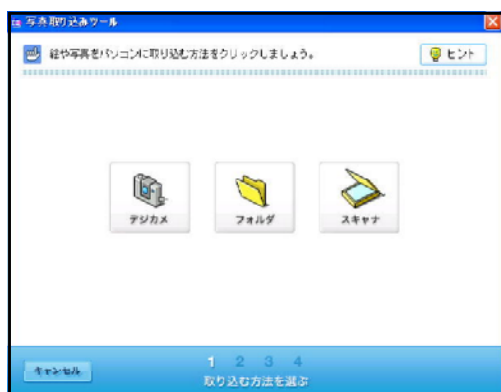 写真取り込みツール
絵や写真をパソコンに取り込む方法をクリックしましょう。
ヒント
デジカメ
フォルダ
スキャナ
1 2 3 4
キャンセル
取り込む方法を選ぶ